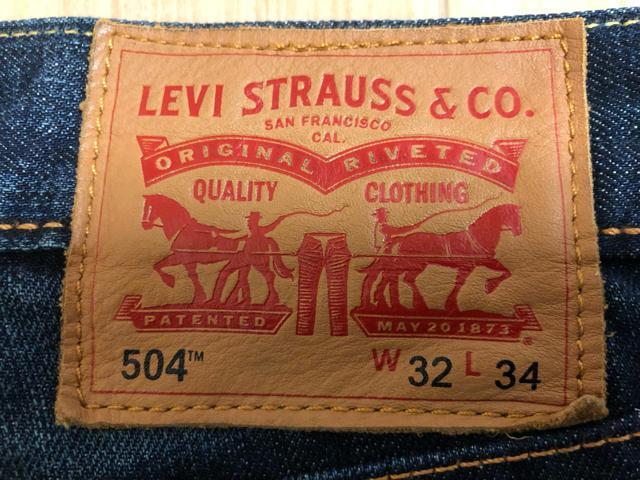 LEVI STRAUSS & CO.
SAN FRANCISCO
CAL.
ORIGINAL RIVETED
QUALITY CLOTHING
PATENTED MAY 20 1873
®
504™ W 32 L 34